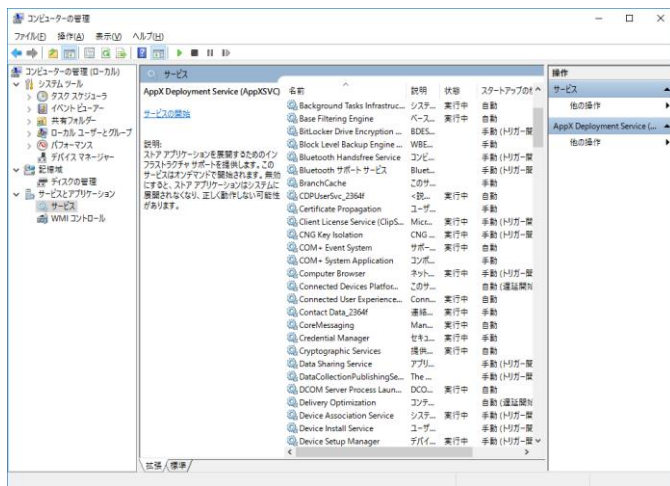 コンピューターの管理
ファイル(F) 操作(A) 表示(V) ヘルプ(H)
コンピューターの管理 (ローカル)
システム ツール
タスク スケジューラ
イベント ビューアー
共有フォルダー
ローカル ユーザーとグループ
パフォーマンス
デバイス マネージャー
記憶域
ディスクの管理
サービスとアプリケーション
サービス
WMI コントロール
サービス
AppX Deployment Service (AppXSVC)
サービスの開始
説明:
ストア アプリケーションを展開するためのイン
フラストラクチャ サポートを提供します。この
サービスはオンデマンドで開始されます。無効
にすると、ストア アプリケーションはシステムに
展開されなくなり、正しく動作しない可能性
があります。
名前 説明 状態 スタートアップの
Background Tasks Infrastruc... システ... 実行中 自動
Base Filtering Engine ベース... 実行中 自動
BitLocker Drive Encryption ... BDES... 手動 (トリガー開
Block Level Backup Engine ... WBE... 手動
Bluetooth Handsfree Service コンピ... 手動 (トリガー開
Bluetooth サポート サービス Bluet... 手動 (トリガー開
BranchCache このサ... 手動
CDPUserSvc_2364f <説... 実行中 自動
Certificate Propagation ユーザ... 手動
Client License Service (ClipS... Micr... 実行中 手動 (トリガー開
CNG Key Isolation CNG ... 実行中 手動 (トリガー開
COM+ Event System サポー... 実行中 自動
COM+ System Application コンポ... 手動
Computer Browser ネット... 実行中 手動 (トリガー開
Connected Devices Platfor... このサ... 自動 (遅延開始
Connected User Experience... Conn... 実行中 自動
Contact Data_2364f 連絡... 実行中 手動
CoreMessaging Man... 実行中 自動
Credential Manager セキュ... 実行中 手動
Cryptographic Services 提供... 実行中 自動
Data Sharing Service アプリ... 手動 (トリガー開
DataCollectionPublishingSe... The ... 手動 (トリガー開
DCOM Server Process Laun... DCO... 実行中 自動
Delivery Optimization コンテ... 自動 (遅延開始
Device Association Service システ... 実行中 手動 (トリガー開
Device Install Service ユーザ... 手動 (トリガー開
Device Setup Manager デバイ... 実行中 手動 (トリガー開
拡張 標準
操作
サービス
他の操作
AppX Deployment Service (...
他の操作